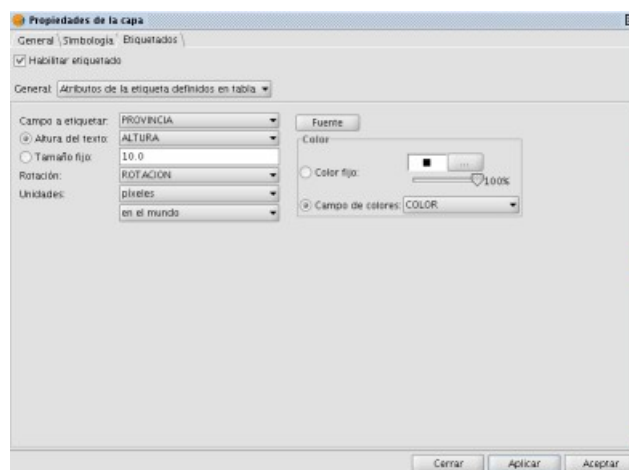 Propiedades de la capa
General Simbología Etiquetados
Habilitar etiquetado
General: Atributos de la etiqueta definidos en tabla
Campo a etiquetar: PROVINCIA
Altura del texto: ALTURA
Tamaño fijo: 10.0
Rotación: ROTACION
Unidades: píxeles
en el mundo
Fuente
Color
Color fijo: ...
100%
Campo de colores: COLOR
Cerrar Aplicar Aceptar